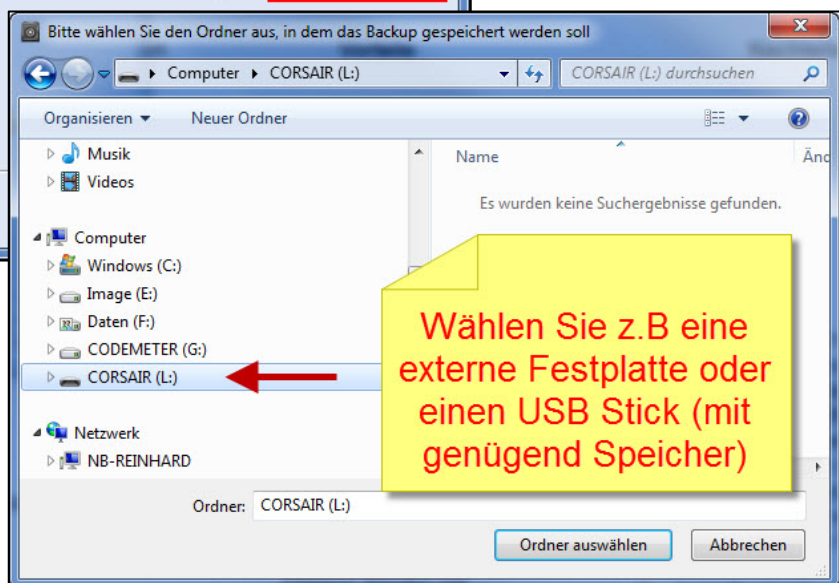 Bitte wählen Sie den Ordner aus, in dem das Backup gespeichert werden soll
Computer CORSAIR (L:)
CORSAIR (L:) durchsuchen
Organisieren
Neuer Ordner
Musik
Videos
Computer
Windows (C:)
Image (E:)
Daten (F:)
CODEMETER (G:)
CORSAIR (L:)
Netzwerk
NB-REINHARD
Name
Änd
Es wurden keine Suchergebnisse gefunden.
Wählen Sie z.B eine
externe Festplatte oder
einen USB Stick (mit
genügend Speicher)
Ordner: CORSAIR (L:)
Ordner auswählen
Abbrechen